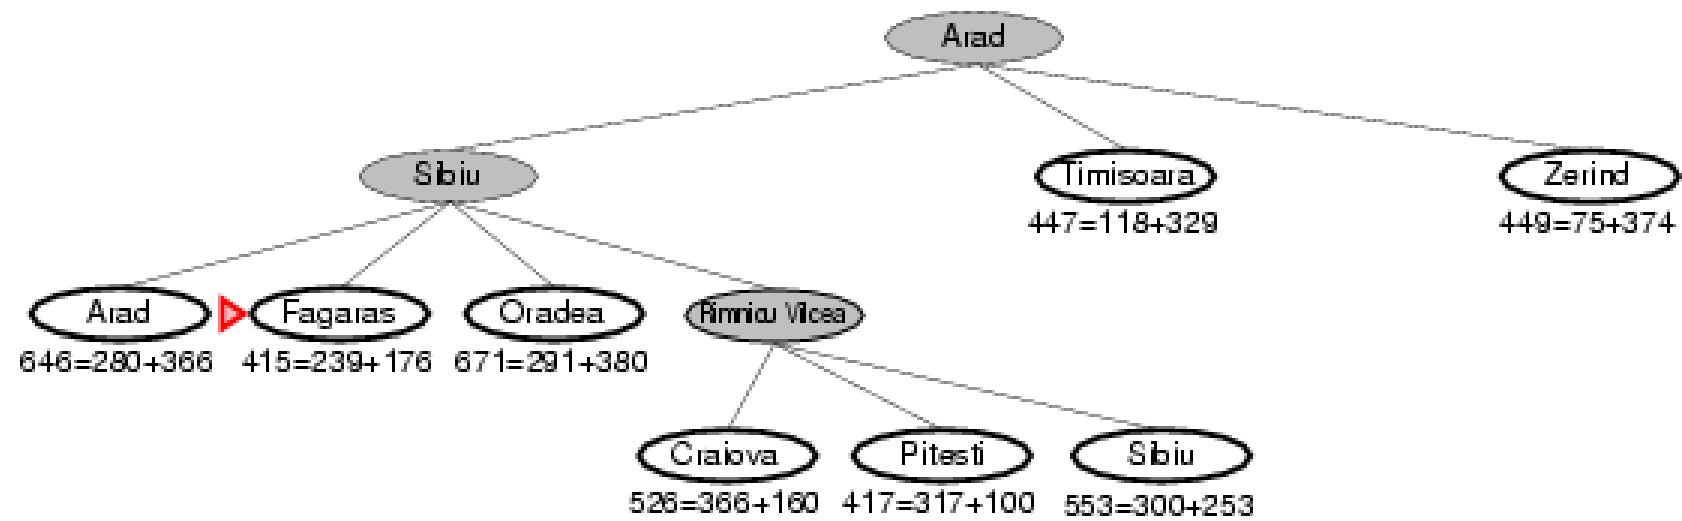 Arad
Sibiu
Timisoara
Zerind
447=118+329
449=75+374
Arad
Fagaras
Oradea
Rimnicu Vilcea
646=280+366
415=239+176
671=291+380
Craiova
Pitesti
Sibiu
526=366+160
417=317+100
553=300+253